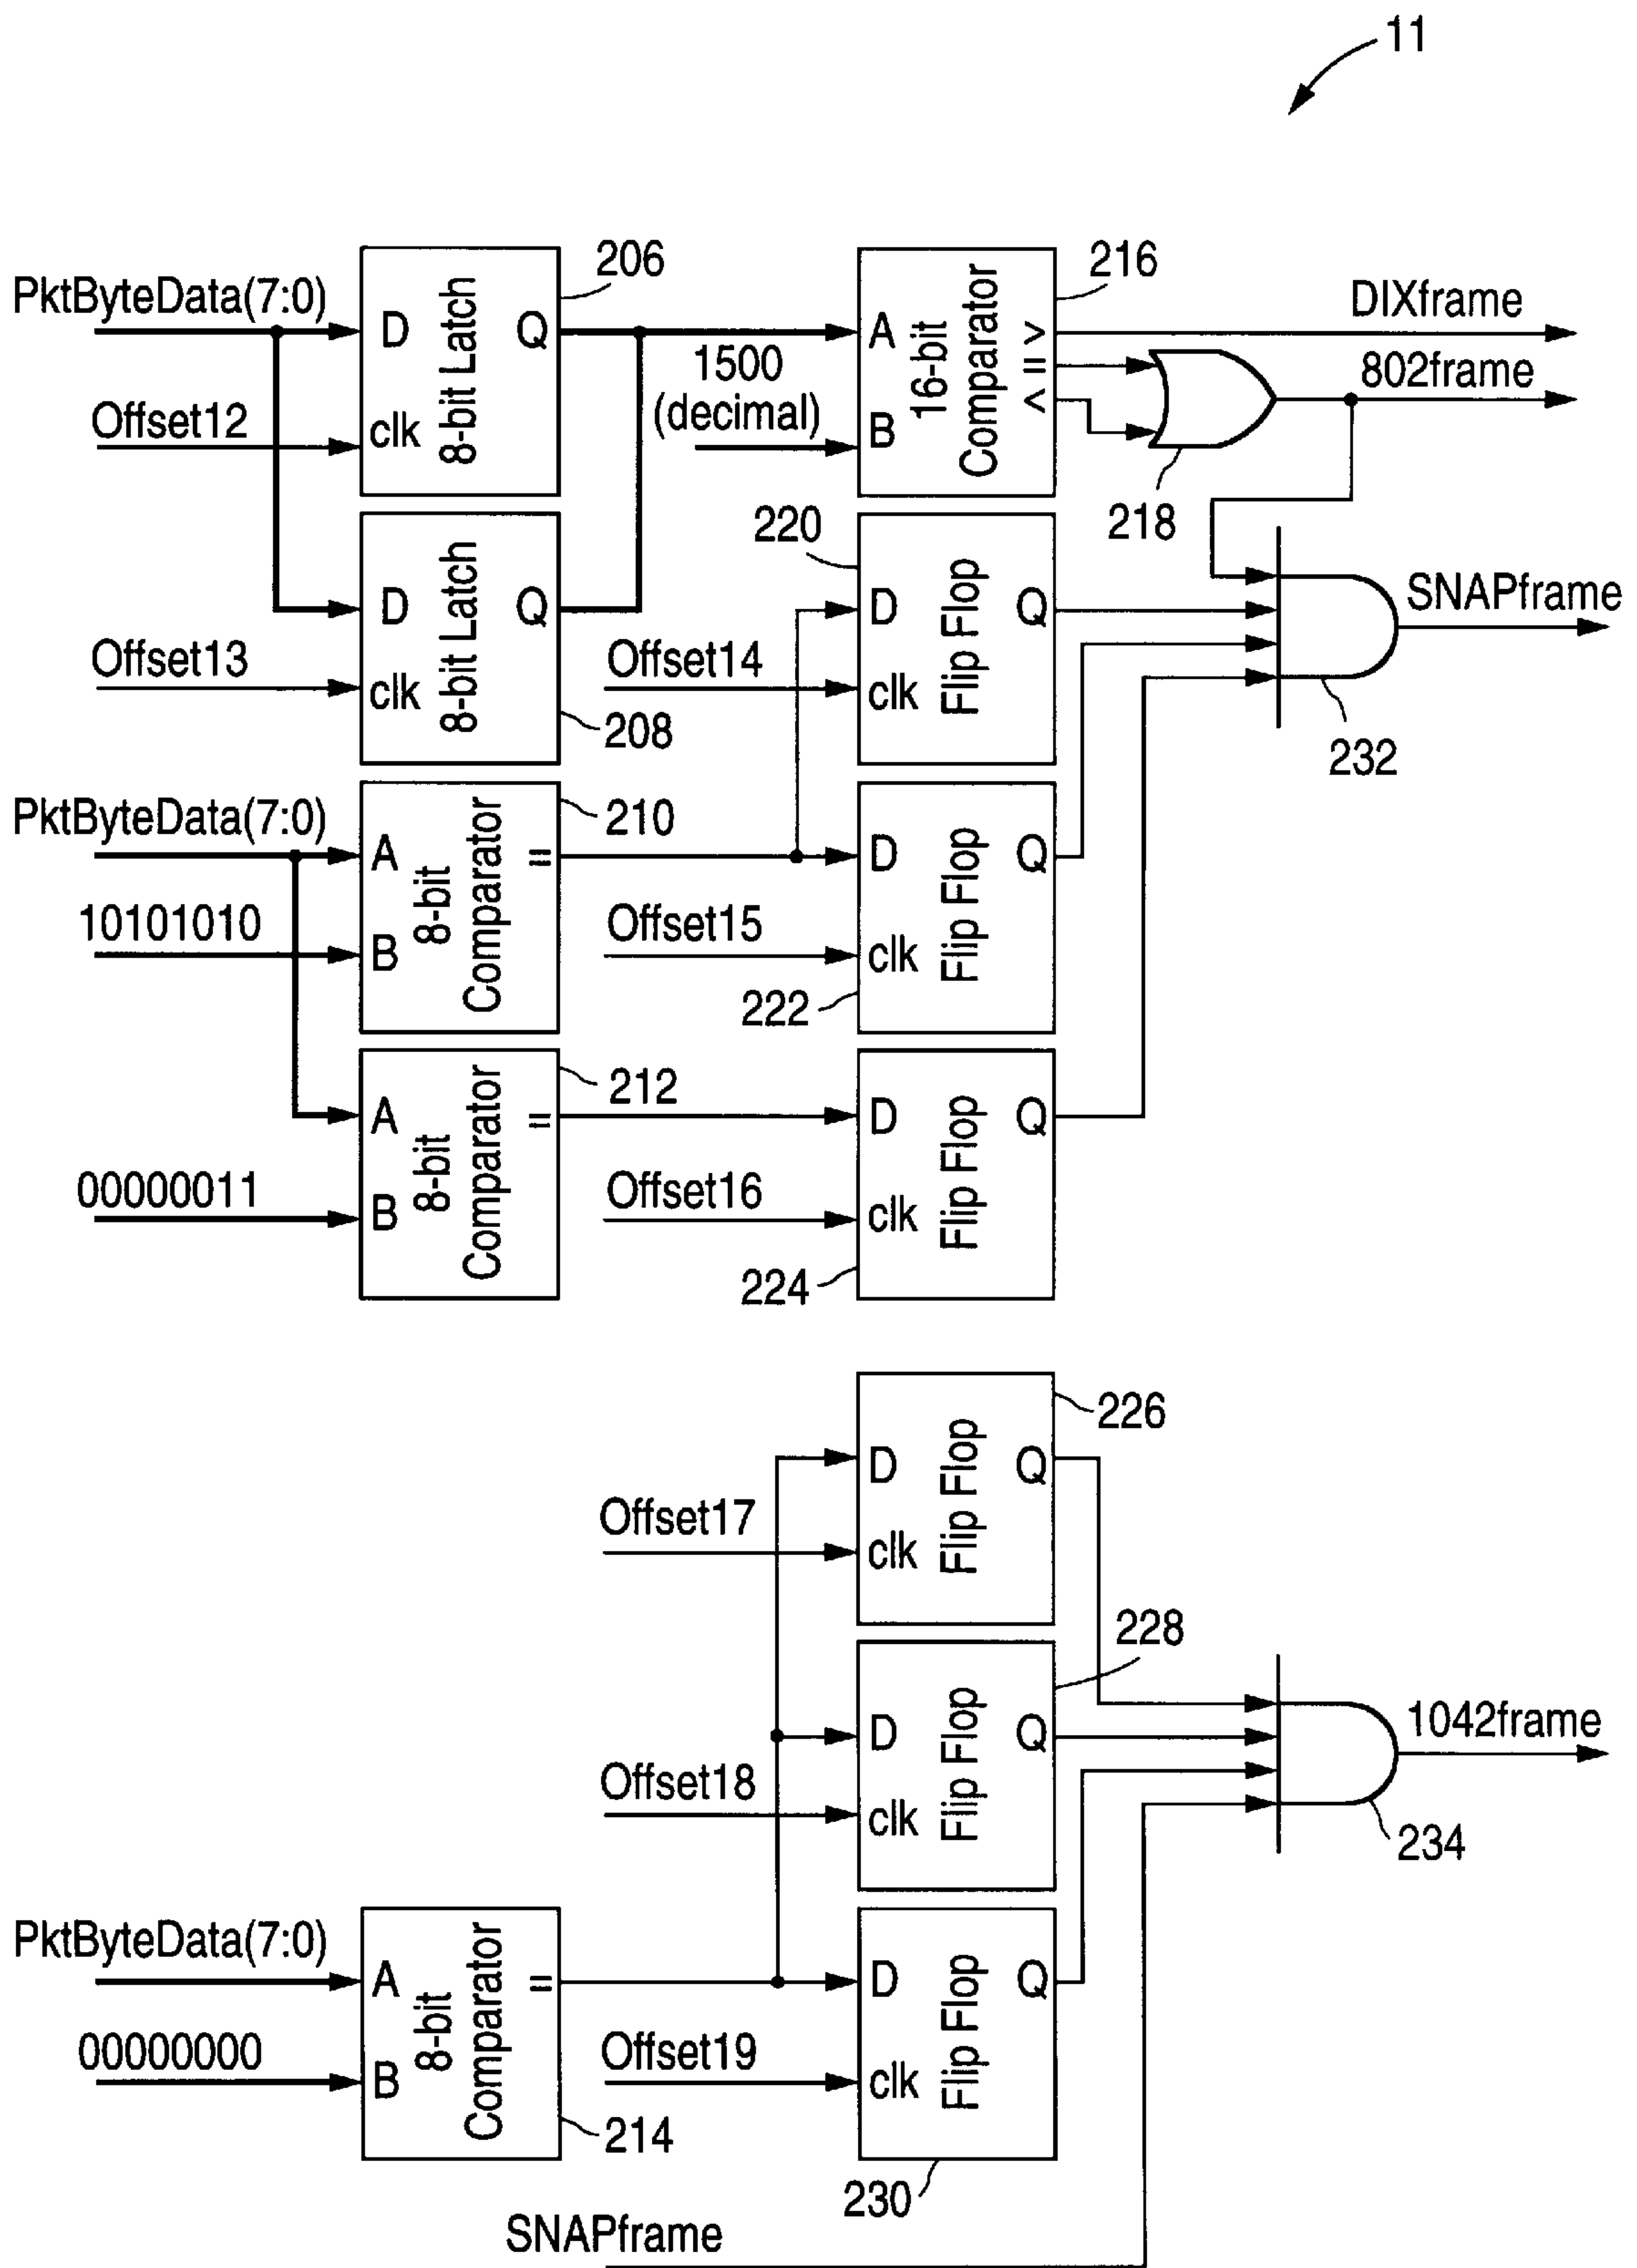 11
PktByteData(7:0)
D
8-bit Latch
Q
206
Offset12
clk
1500
(decimal)
A
16-bit
Comparator
>
=
<
B
216
DIXframe
802frame
218
D
8-bit Latch
Q
Offset13
clk
208
220
D
Flip Flop
Q
Offset14
clk
SNAPframe
232
PktByteData(7:0)
A
8-bit
Comparator
=
210
10101010
B
D
Flip Flop
Q
Offset15
clk
222
A
8-bit
Comparator
=
212
00000011
B
D
Flip Flop
Q
Offset16
clk
224
D
Flip Flop
Q
226
Offset17
clk
228
D
Flip Flop
Q
Offset18
clk
1042frame
234
PktByteData(7:0)
A
8-bit
Comparator
=
00000000
B
214
D
Flip Flop
Q
Offset19
clk
230
SNAPframe